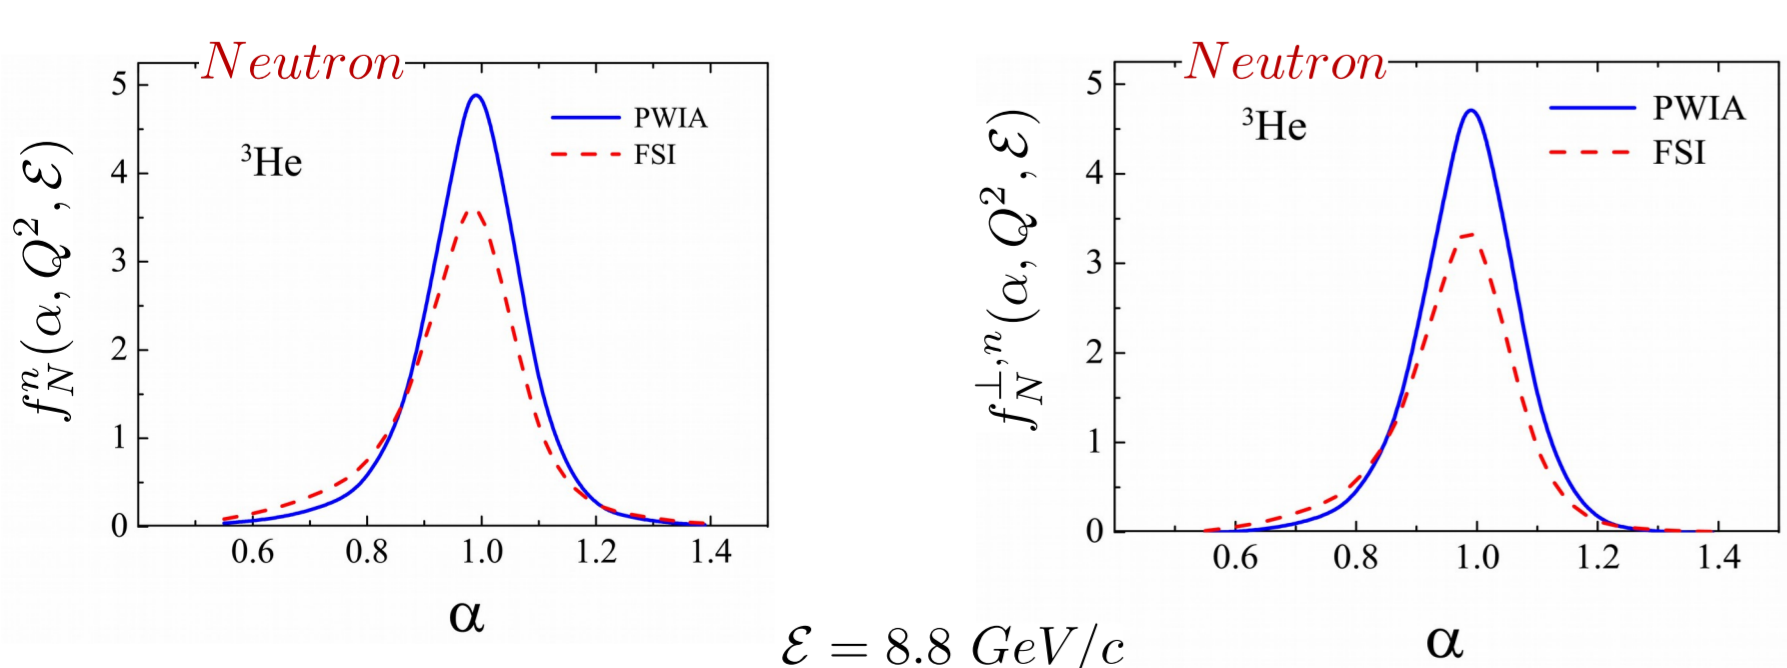 Neutron
5
4
3
2
1
0
0.6 0.8 1.0 1.2 1.4
³He
PWIA
FSI
fₙⁿ(α, Q², ℰ)
α
Neutron
5
4
3
2
1
0
0.6 0.8 1.0 1.2 1.4
³He
PWIA
FSI
f_N^{⊥,n}(α, Q², ℰ)
α
ℰ = 8.8 GeV/c